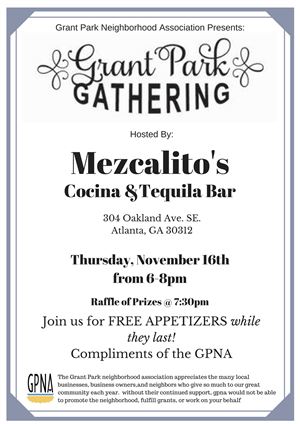 Grant Park Neighborhood Association Presents:
Grant Park
GATHERING
Hosted By:
Mezcalito's
Cocina &Tequila Bar
304 Oakland Ave. SE.
Atlanta, GA 30312
Thursday, November 16th
from 6-8pm
Raffle of Prizes @ 7:30pm
Join us for FREE APPETIZERS while
they last!
Compliments of the GPNA
GPNA
The Grant Park neighborhood association appreciates the many local
businesses, business owners,and neighbors who give so much to our great
community each year. without their continued support, gpna would not be able
to promote the neighborhood, fulfill grants, or work on your behalf